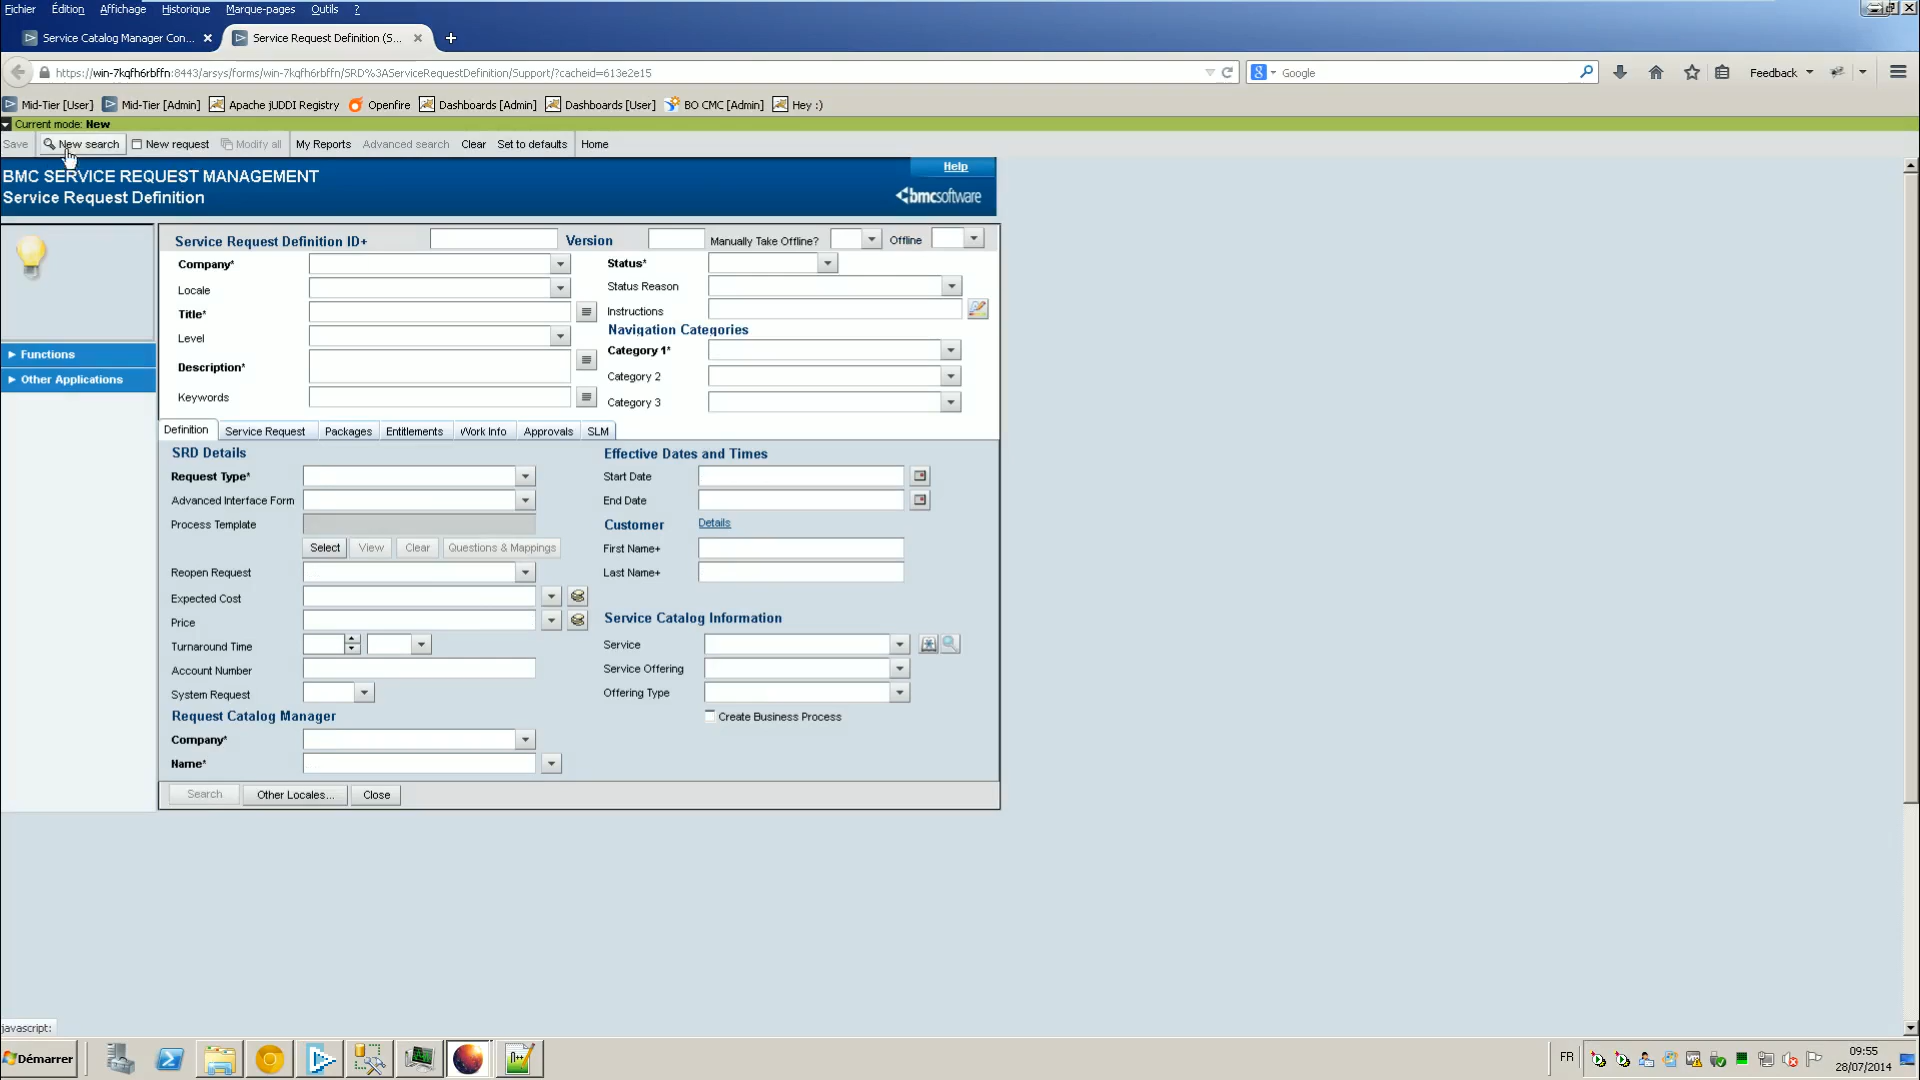 Fichier Édition Affichage Historique Marque-pages Outils ?
Service Catalog Manager Con... × Service Request Definition (S... × +
https://win-7kqfh6rbffn:8443/arsys/forms/win-7kqfh6rbffn/SRD%3AServiceRequestDefinition/Support/?cacheid=613e2e15 Google Feedback
Mid-Tier [User] Mid-Tier [Admin] Apache jUDDI Registry Openfire Dashboards [Admin] Dashboards [User] BO CMC [Admin] Hey :)
Current mode: New
Save New search New request Modify all My Reports Advanced search Clear Set to defaults Home
Help
BMC SERVICE REQUEST MANAGEMENT
Service Request Definition
bmcsoftware
Service Request Definition ID+ Version Manually Take Offline? Offline
Company* Status*
Locale Status Reason
Title* Instructions
Navigation Categories
Level Category 1*
Description* Category 2
Keywords Category 3
Functions
Other Applications
Definition Service Request Packages Entitlements Work Info Approvals SLM
SRD Details Effective Dates and Times
Request Type* Start Date
Advanced Interface Form End Date
Process Template Customer Details
Select View Clear Questions & Mappings First Name+
Reopen Request Last Name+
Expected Cost
Price Service Catalog Information
Turnaround Time Service
Account Number Service Offering
System Request Offering Type
Request Catalog Manager Create Business Process
Company*
Name*
Search Other Locales... Close
javascript:
Démarrer FR 09:55
28/07/2014